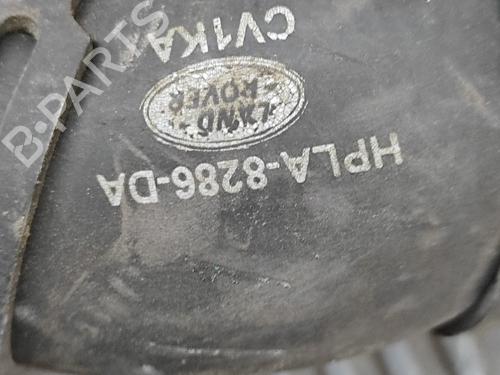 HPLA-8286-DA
LAND
ROVER
CV1KA
B-PARTS